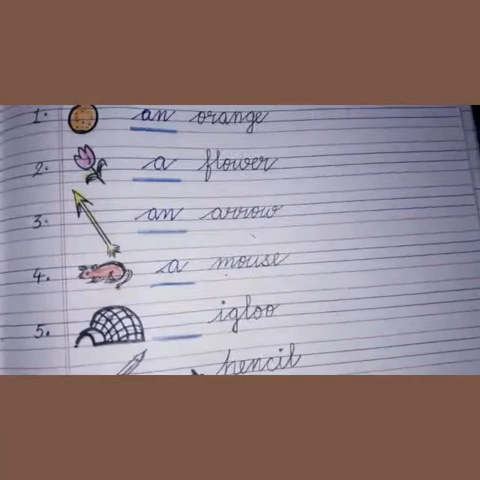 1. an orange
2. a flower
3. an arrow
4. a mouse
5. igloo
pencil